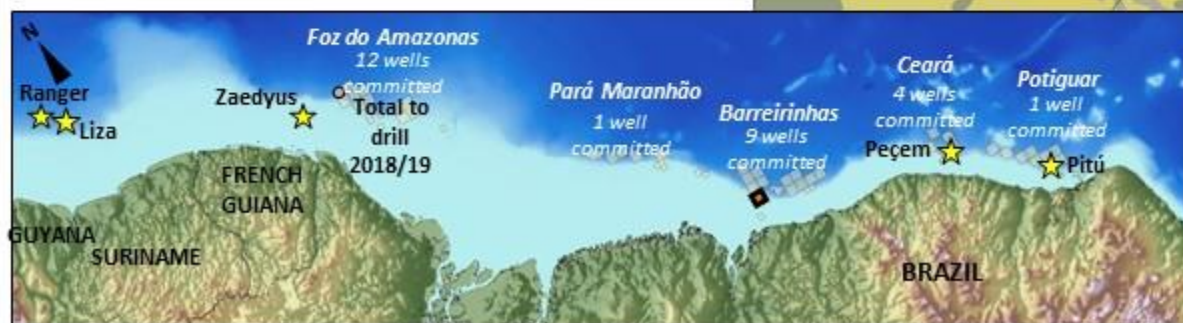 N
Ranger
Liza
Zaedyus
Foz do Amazonas
12 wells
committed
Total to
drill
2018/19
Pará Maranhão
1 well
committed
Barreirinhas
9 wells
committed
Ceará
4 wells
committed
Peçem
Potiguar
1 well
committed
Pitú
FRENCH
GUIANA
GUYANA
SURINAME
BRAZIL